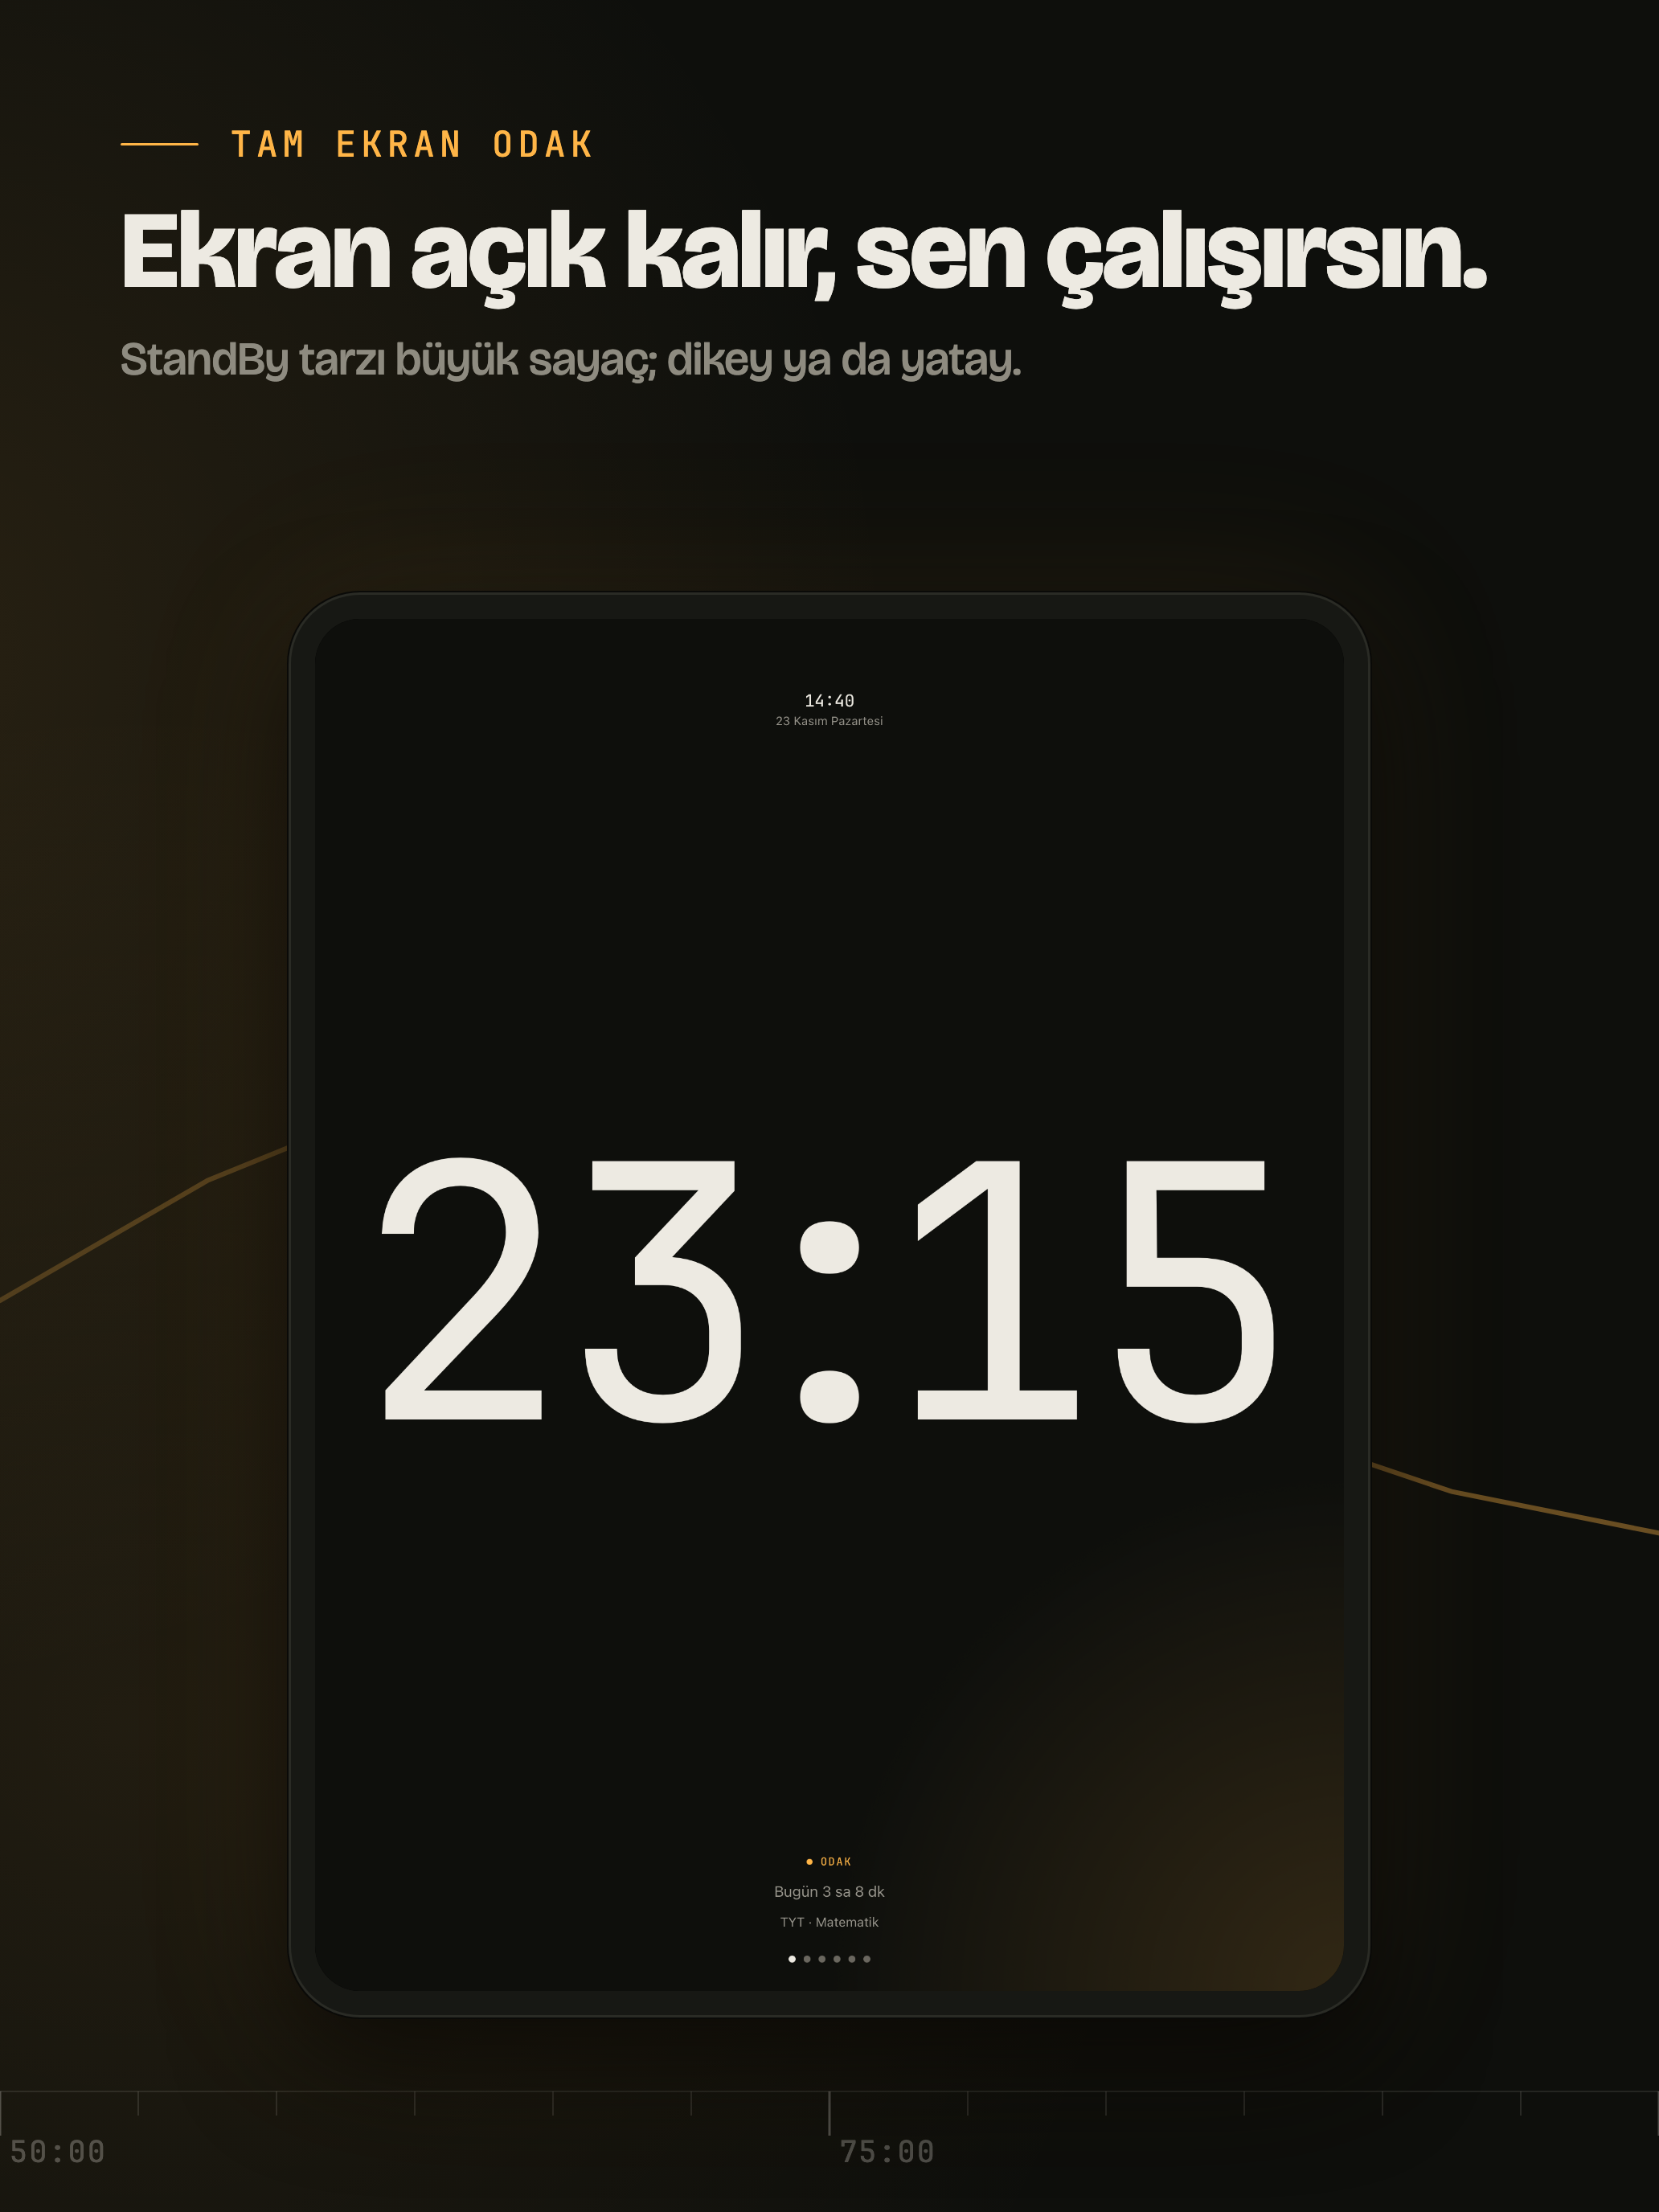 TAM EKRAN ODAK
Ekran açık kalır, sen çalışırsın.
StandBy tarzı büyük sayaç; dikey ya da yatay.
14:40
23 Kasım Pazartesi
23:15
ODAK
Bugün 3 sa 8 dk
TYT · Matematik
50:00
75:00